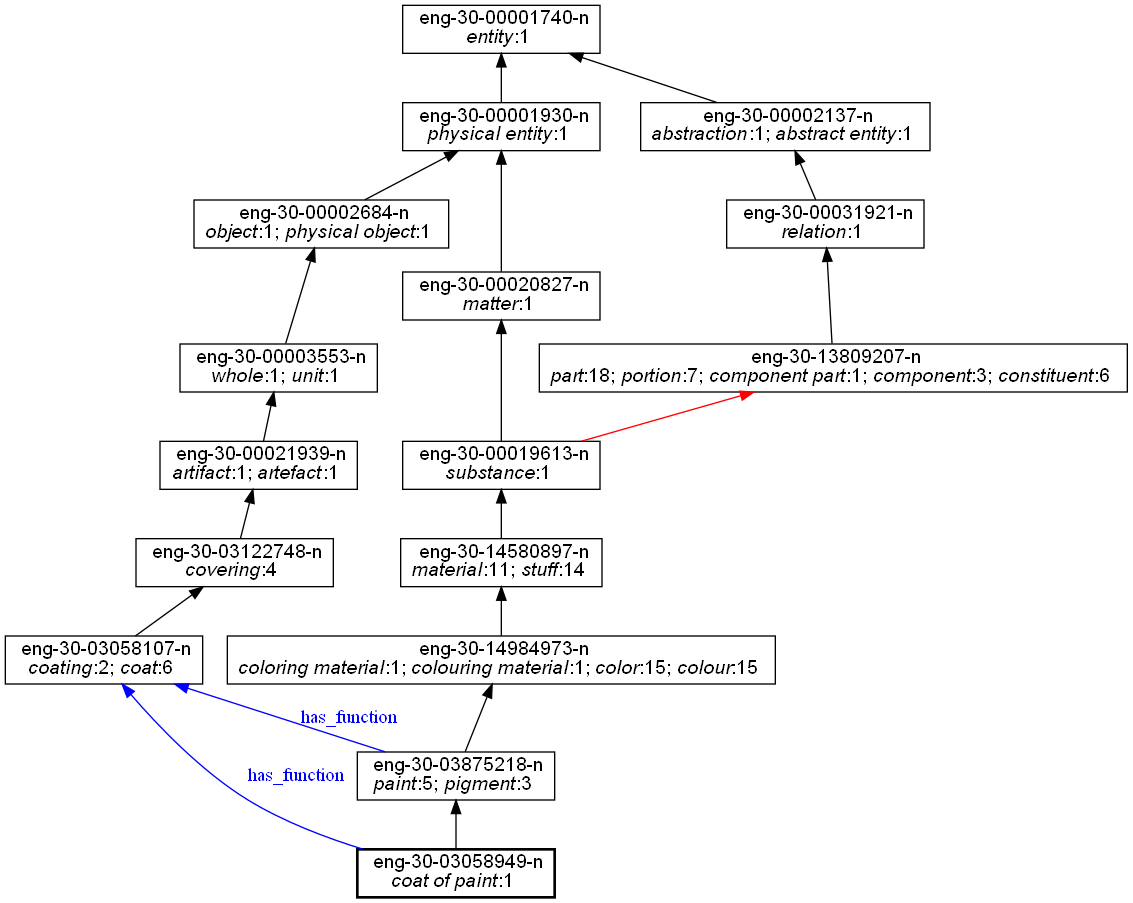 eng-30-00001740-n
entity:1
eng-30-00001930-n
physical entity:1
eng-30-00002137-n
abstraction:1; abstract entity:1
eng-30-00002684-n
object:1; physical object:1
eng-30-00031921-n
relation:1
eng-30-00020827-n
matter:1
eng-30-00003553-n
whole:1; unit:1
eng-30-13809207-n
part:18; portion:7; component part:1; component:3; constituent:6
eng-30-00021939-n
artifact:1; artefact:1
eng-30-00019613-n
substance:1
eng-30-03122748-n
covering:4
eng-30-14580897-n
material:11; stuff:14
eng-30-03058107-n
coating:2; coat:6
eng-30-14984973-n
coloring material:1; colouring material:1; color:15; colour:15
has_function
eng-30-03875218-n
paint:5; pigment:3
has_function
eng-30-03058949-n
coat of paint:1